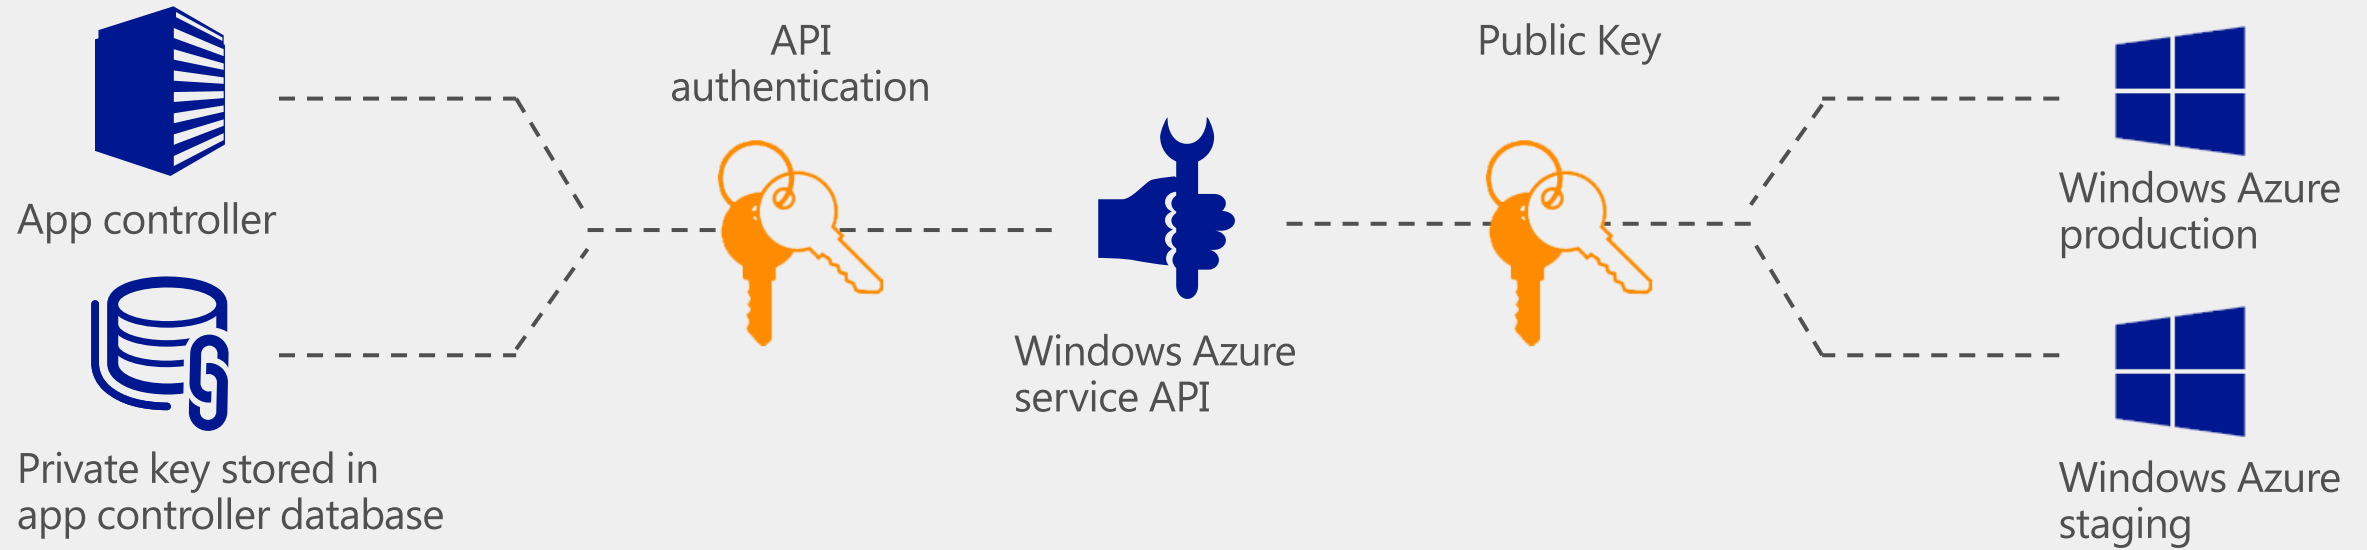 App controller
Private key stored in
app controller database
API
authentication
Windows Azure
service API
Public Key
Windows Azure
production
Windows Azure
staging